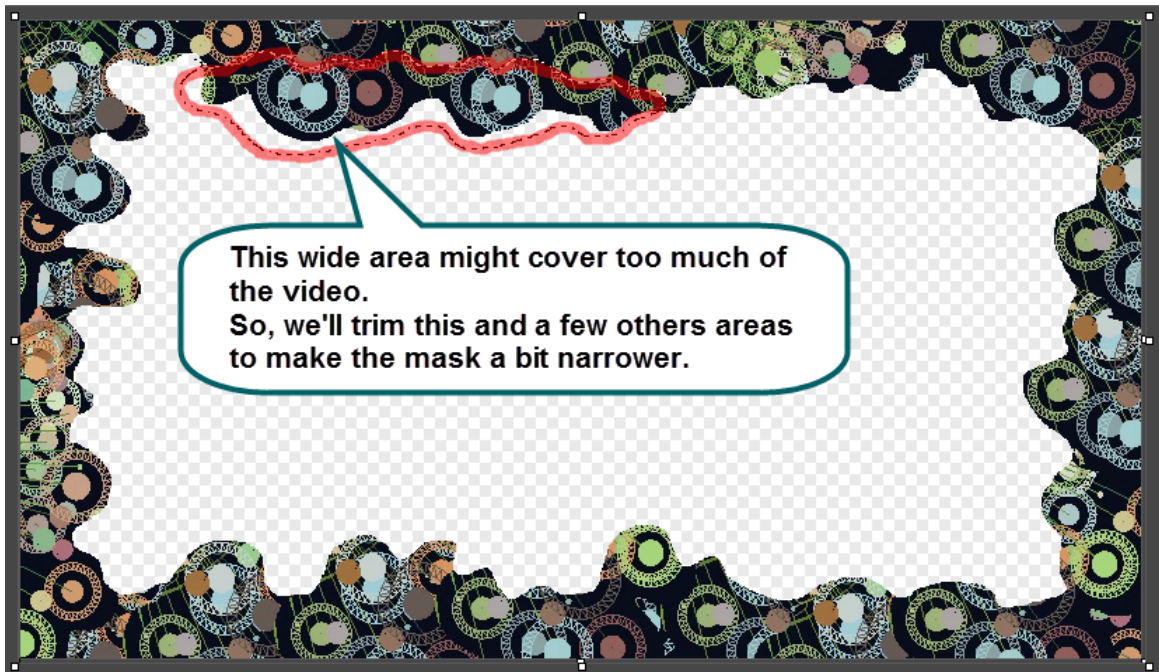 This wide area might cover too much of
the video.
So, we'll trim this and a few others areas
to make the mask a bit narrower.